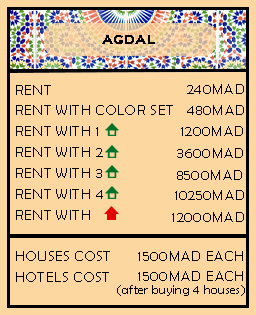 AGDAL
RENT 240MAD
RENT WITH COLOR SET 480MAD
RENT WITH 1 1200MAD
RENT WITH 2 3600MAD
RENT WITH 3 8500MAD
RENT WITH 4 10250MAD
RENT WITH 12000MAD
HOUSES COST 1500MAD EACH
HOTELS COST 1500MAD EACH
(after buying 4 houses)